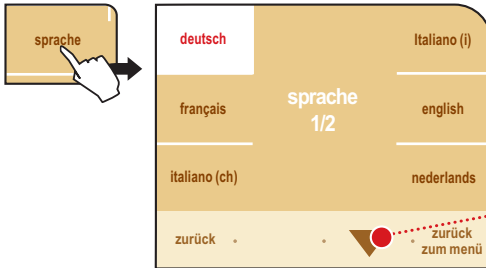 sprache
deutsch
Italiano (i)
français
sprache
1/2
english
italiano (ch)
nederlands
zurück
zurück
zum menü